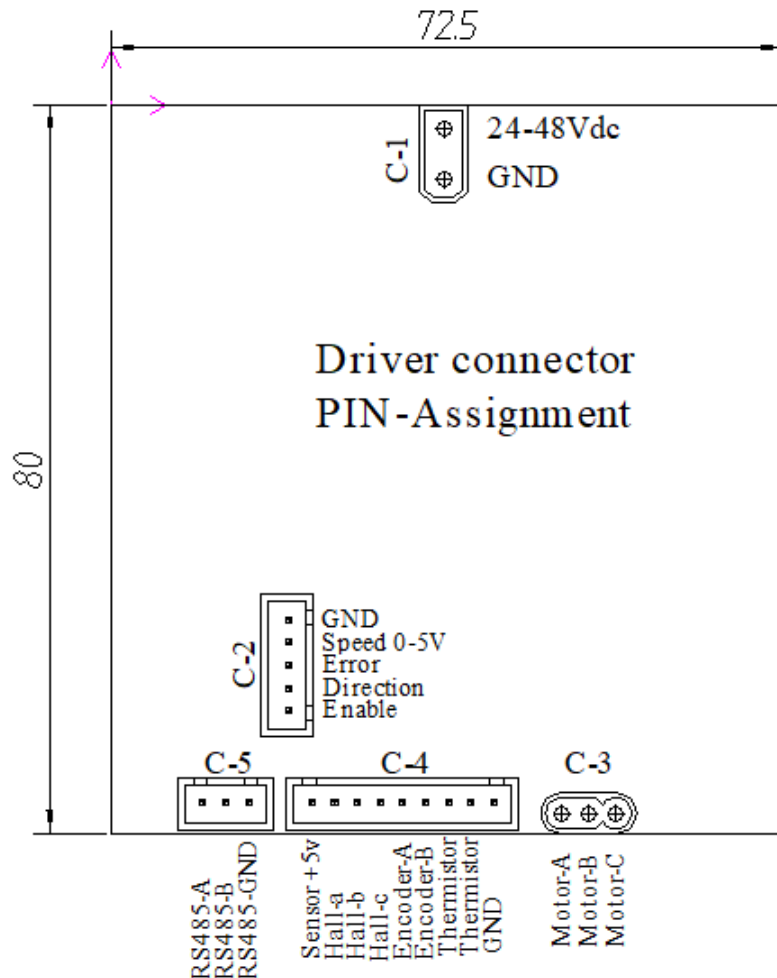 72.5
24-48Vdc
C-1
GND
Driver connector
PIN-Assignment
80
C-2
GND
Speed 0-5V
Error
Direction
Enable
C-5
C-4
C-3
RS485-A
RS485-B
RS485-GND
Sensor +5v
Hall-a
Hall-b
Hall-c
Encoder-A
Encoder-B
Thermistor
Thermistor
GND
Motor-A
Motor-B
Motor-C